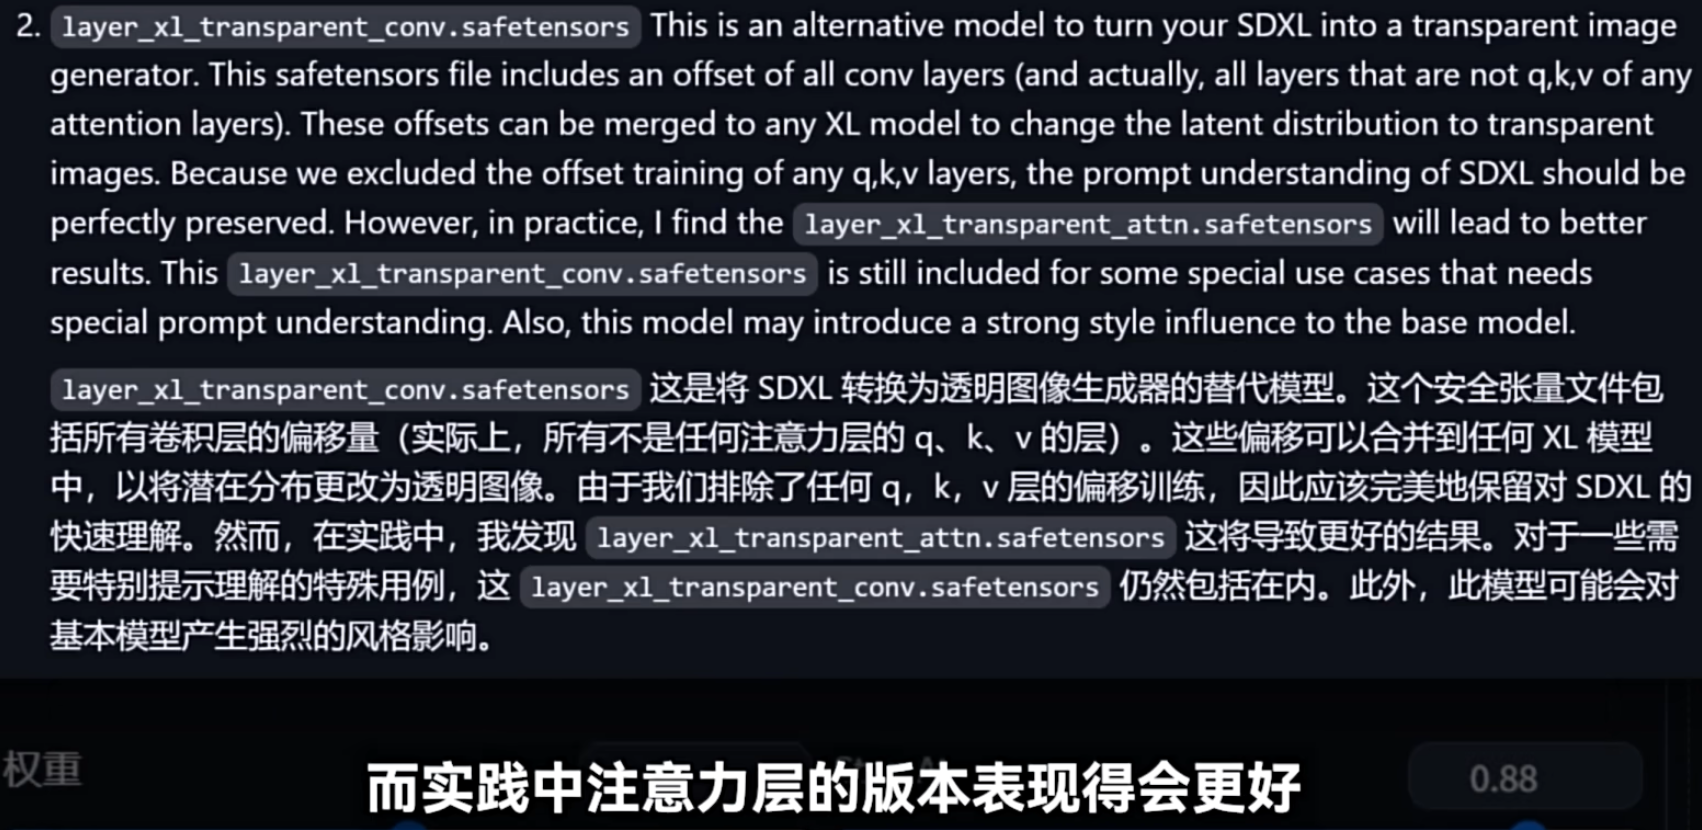 2. layer_xl_transparent_conv.safetensors This is an alternative model to turn your SDXL into a transparent image
generator. This safetensors file includes an offset of all conv layers (and actually, all layers that are not q,k,v of any
attention layers). These offsets can be merged to any XL model to change the latent distribution to transparent
images. Because we excluded the offset training of any q,k,v layers, the prompt understanding of SDXL should be
perfectly preserved. However, in practice, I find the layer_xl_transparent_attn.safetensors will lead to better
results. This layer_xl_transparent_conv.safetensors is still included for some special use cases that needs
special prompt understanding. Also, this model may introduce a strong style influence to the base model.
layer_xl_transparent_conv.safetensors 这是将 SDXL 转换为透明图像生成器的替代模型。这个安全张量文件包
括所有卷积层的偏移量（实际上，所有不是任何注意力层的 q、k、v 的层）。这些偏移可以合并到任何 XL 模型
中，以将潜在分布更改为透明图像。由于我们排除了任何 q，k，v 层的偏移训练，因此应该完美地保留对 SDXL 的
快速理解。然而，在实践中，我发现 layer_xl_transparent_attn.safetensors 这将导致更好的结果。对于一些需
要特别提示理解的特殊用例，这 layer_xl_transparent_conv.safetensors 仍然包括在内。此外，此模型可能会对
基本模型产生强烈的风格影响。
权重
0.88
而实践中注意力层的版本表现得会更好